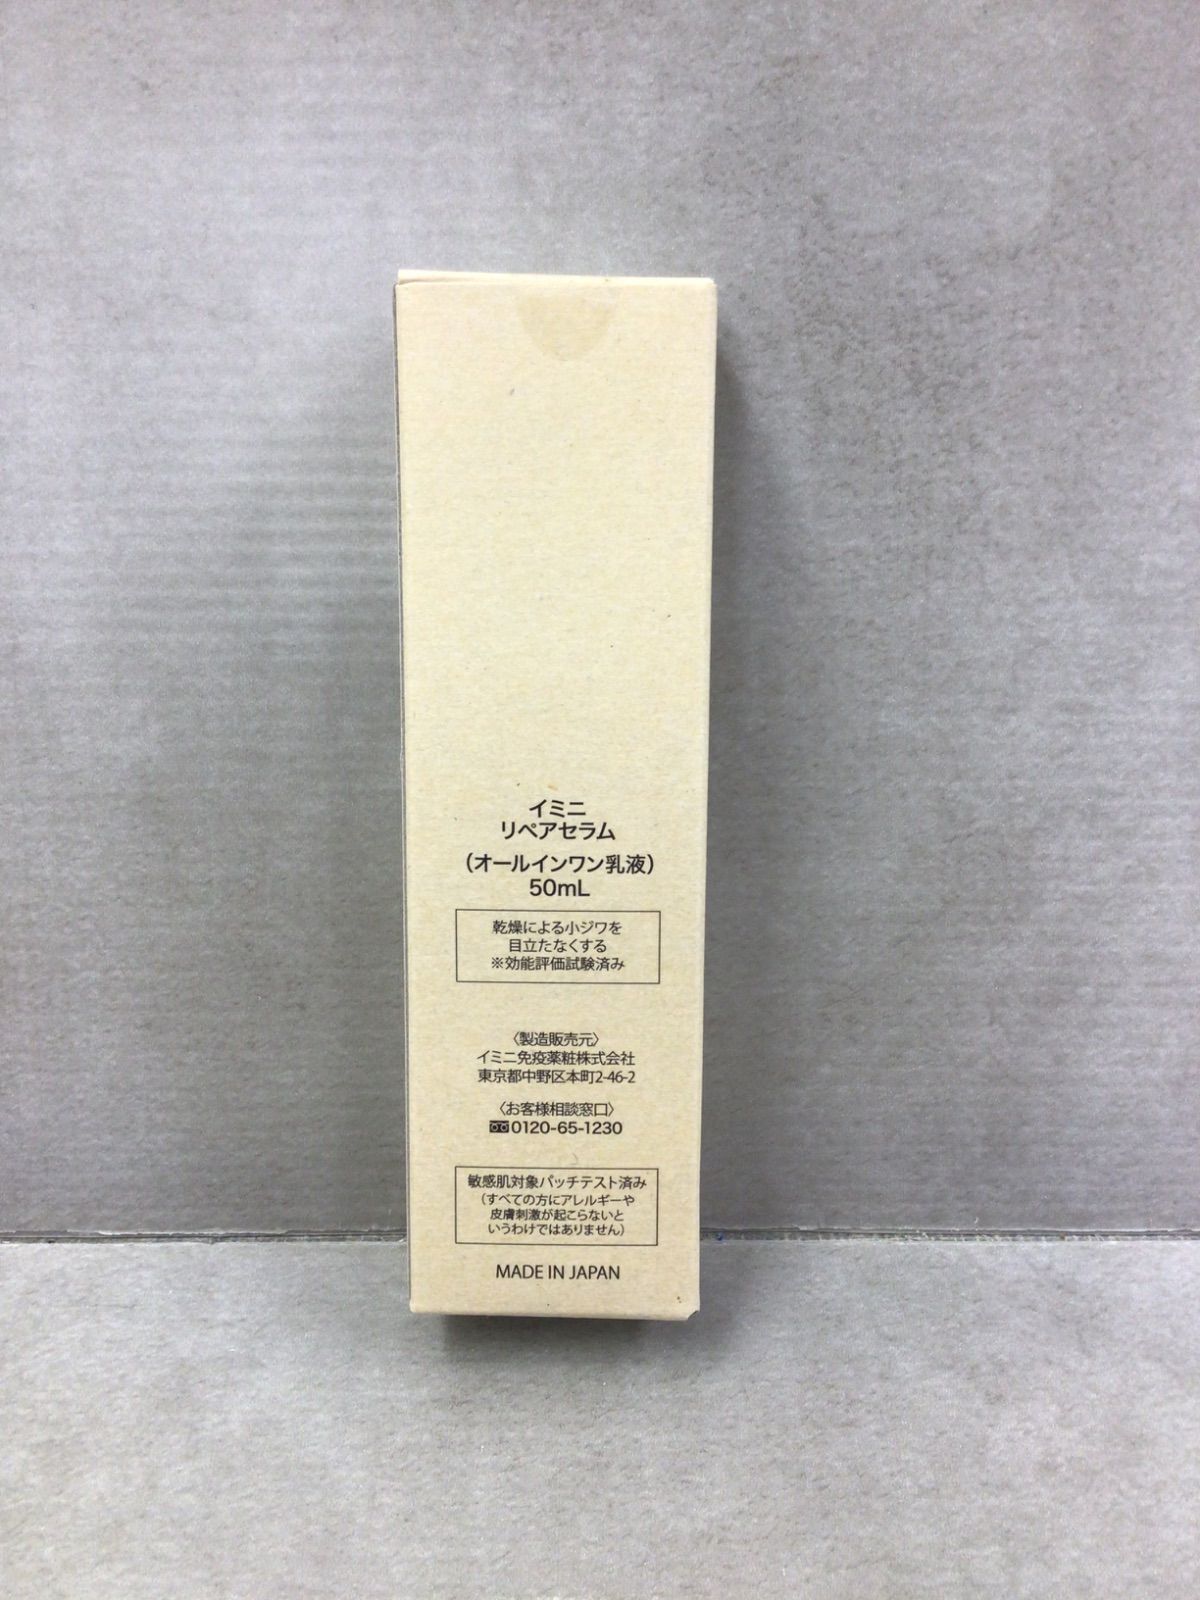 イミニ
リペアセラム
（オールインワン乳液）
50mL
乾燥による小ジワを
目立たなくする
※効能評価試験済み
〈製造販売元〉
イミニ免疫薬粧株式会社
東京都中野区本町2-46-2
〈お客様相談窓口〉
0120-65-1230
敏感肌対象パッチテスト済み
（すべての方にアレルギーや
皮膚刺激が起こらないと
いうわけではありません）
MADE IN JAPAN